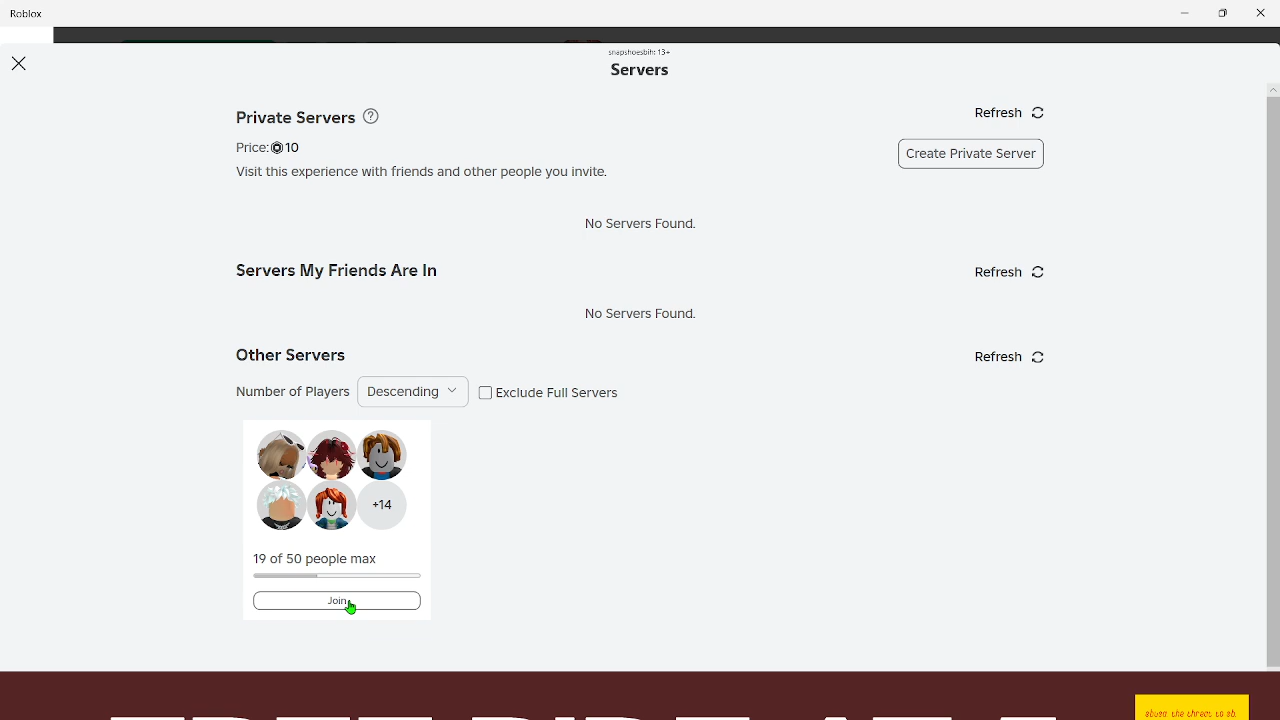 Roblox
snapshoesbih: 13+
Servers
Private Servers
Refresh
Price: 10
Create Private Server
Visit this experience with friends and other people you invite.
No Servers Found.
Servers My Friends Are In
Refresh
No Servers Found.
Other Servers
Refresh
Number of Players
Descending
Exclude Full Servers
+14
19 of 50 people max
Join